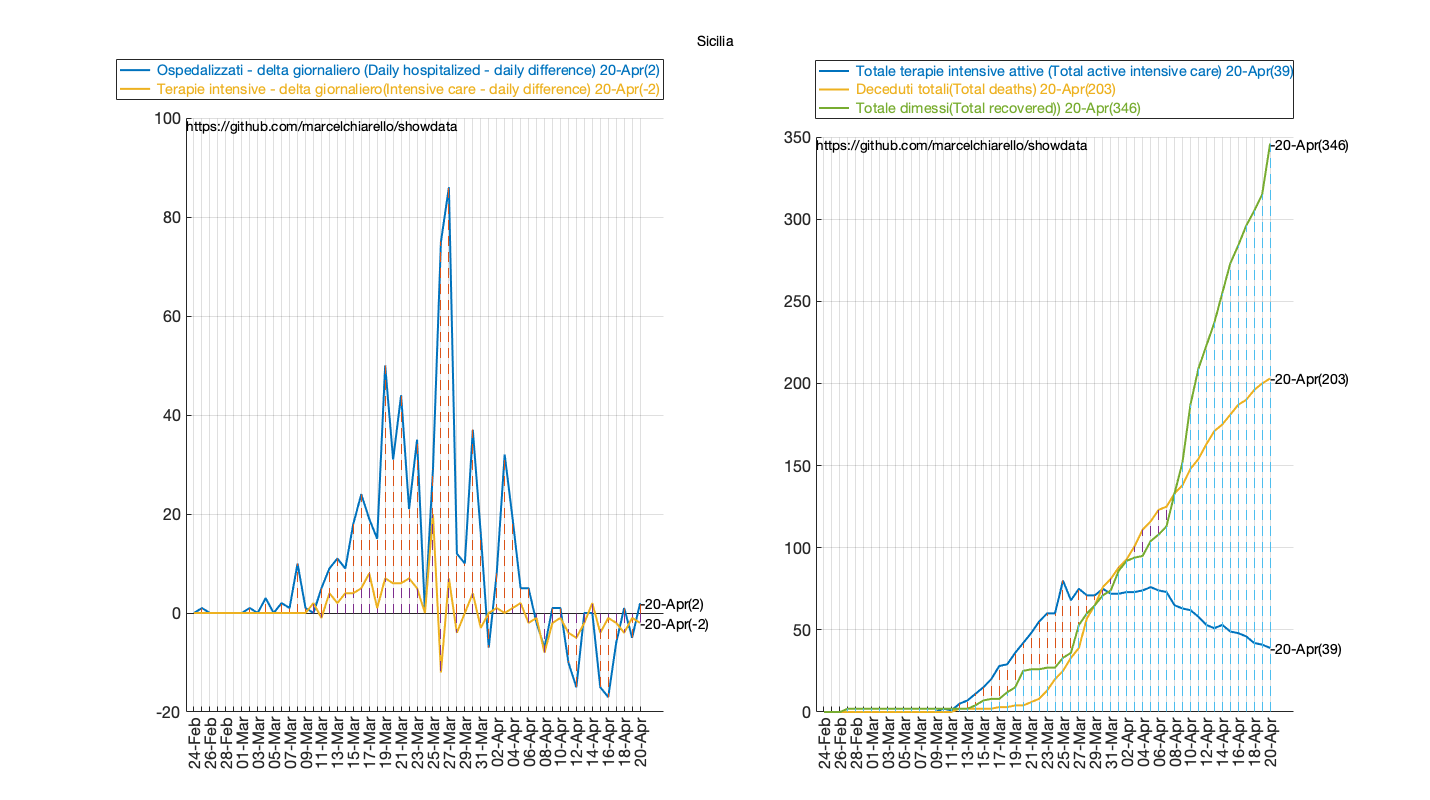 Sicilia
Ospedalizzati - delta giornaliero (Daily hospitalized - daily difference) 20-Apr(2)
Terapie intensive - delta giornaliero(Intensive care - daily difference) 20-Apr(-2)
https://github.com/marcelchiarello/showdata
100
80
60
40
20
0
-20
-20-Apr(2)
-20-Apr(-2)
24-Feb
26-Feb
28-Feb
01-Mar
03-Mar
05-Mar
07-Mar
09-Mar
11-Mar
13-Mar
15-Mar
17-Mar
19-Mar
21-Mar
23-Mar
25-Mar
27-Mar
29-Mar
31-Mar
02-Apr
04-Apr
06-Apr
08-Apr
10-Apr
12-Apr
14-Apr
16-Apr
18-Apr
20-Apr
Totale terapie intensive attive (Total active intensive care) 20-Apr(39)
Deceduti totali(Total deaths) 20-Apr(203)
Totale dimessi(Total recovered)) 20-Apr(346)
https://github.com/marcelchiarello/showdata
350
300
250
200
150
100
50
0
-20-Apr(346)
-20-Apr(203)
-20-Apr(39)
24-Feb
26-Feb
28-Feb
01-Mar
03-Mar
05-Mar
07-Mar
09-Mar
11-Mar
13-Mar
15-Mar
17-Mar
19-Mar
21-Mar
23-Mar
25-Mar
27-Mar
29-Mar
31-Mar
02-Apr
04-Apr
06-Apr
08-Apr
10-Apr
12-Apr
14-Apr
16-Apr
18-Apr
20-Apr